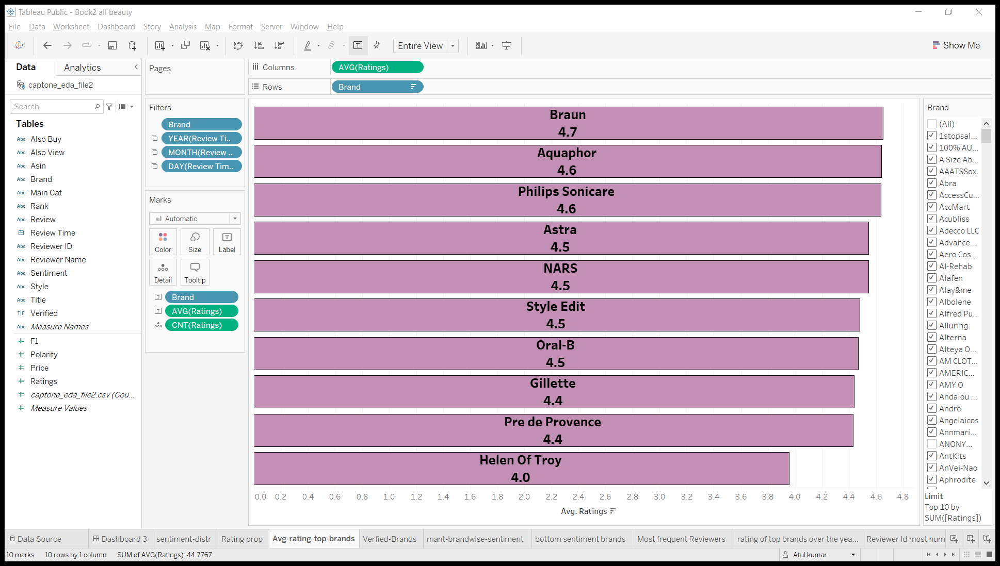 Tableau Public - Book2 all beauty
File Data Worksheet Dashboard Story Analysis Map Format Server Window Help
Entire View
Show Me
Data Analytics
captone_eda_file2
Search
Tables
Abc Also Buy
Abc Also View
Abc Asin
Abc Brand
Abc Main Cat
Abc Rank
Abc Review
Review Time
Abc Reviewer ID
Abc Reviewer Name
Abc Sentiment
Abc Style
Abc Title
T|F Verified
Abc Measure Names
# F1
# Polarity
# Price
# Ratings
# captone_eda_file2.csv (Cou...
# Measure Values
Pages
Filters
Brand
YEAR(Review Ti..
MONTH(Review ..
DAY(Review Tim..
Marks
Automatic
Color Size Label
Detail Tooltip
Brand
AVG(Ratings)
CNT(Ratings)
Columns AVG(Ratings)
Rows Brand
Braun
4.7
Aquaphor
4.6
Philips Sonicare
4.6
Astra
4.5
NARS
4.5
Style Edit
4.5
Oral-B
4.5
Gillette
4.4
Pre de Provence
4.4
Helen Of Troy
4.0
0.0 0.2 0.4 0.6 0.8 1.0 1.2 1.4 1.6 1.8 2.0 2.2 2.4 2.6 2.8 3.0 3.2 3.4 3.6 3.8 4.0 4.2 4.4 4.6 4.8
Avg. Ratings
Brand
(All)
1stopsal...
100% AU...
A Size Ab...
AAATSSox
Abra
AccessCu...
AccMart
Acubliss
Adecco LLC
Advance...
Aero Cos...
Al-Rehab
Alafen
Alay&me
Albolene
Alfred Pu...
Alluring
Alterna
Alteya O...
AM CLOT...
AMERIC...
AMY O
Andalou ...
Andre
Angelaicos
Annmari...
ANONY...
AntKits
AnVei-Nao
Aphrodite
Limit
Top 10 by
SUM([Ratings])
Data Source Dashboard 3 sentiment-distr Rating prop Avg-rating-top-brands Verfied-Brands mant-brandwise-sentiment bottom sentiment brands Most frequent Reviewers rating of top brands over the yea... Reviewer Id most num
10 marks 10 rows by 1 column SUM of AVG(Ratings): 44.7767 Atul kumar